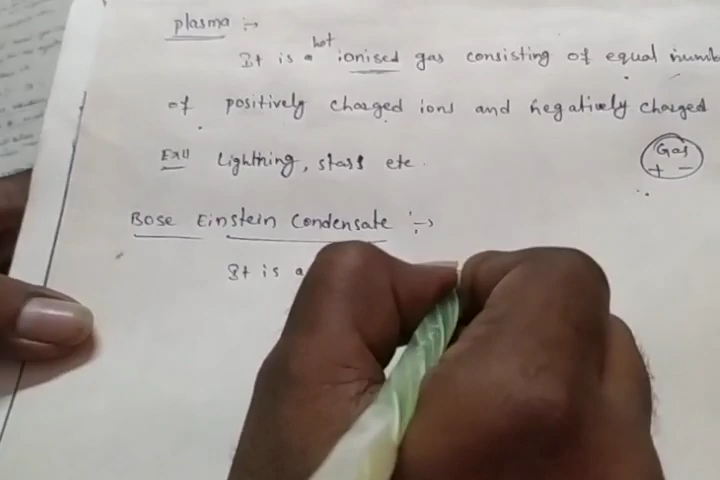 plasma :->
hot
It is a ionised gas consisting of equal numb
of positively charged ions and negatively charged
Ex:- Lightning, stars etc.
Gas
+ -
Bose Einstein Condensate :->
It is a